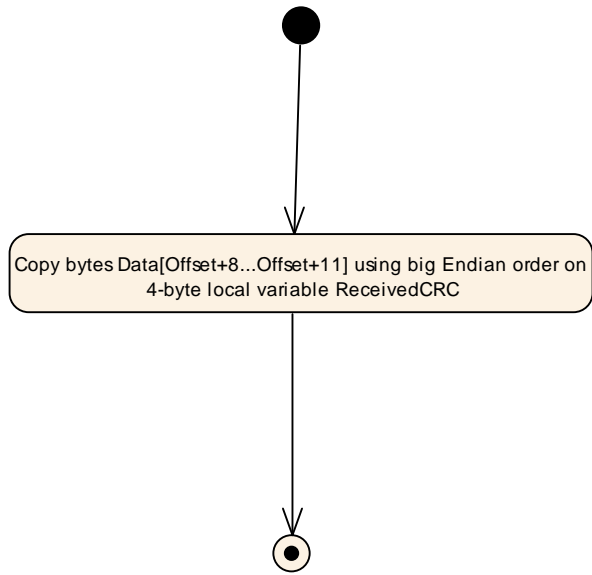 Copy bytes Data[Offset+8...Offset+11] using big Endian order on
4-byte local variable ReceivedCRC